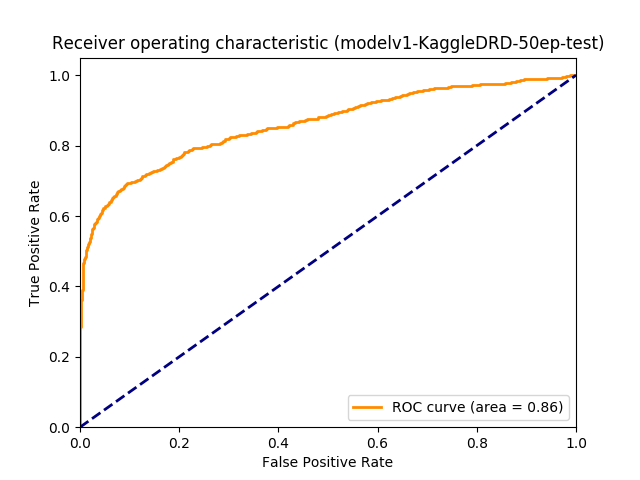 Receiver operating characteristic (modelv1-KaggleDRD-50ep-test)
1.0
0.8
0.6
0.4
0.2
0.0
True Positive Rate
ROC curve (area = 0.86)
0.0 0.2 0.4 0.6 0.8 1.0
False Positive Rate